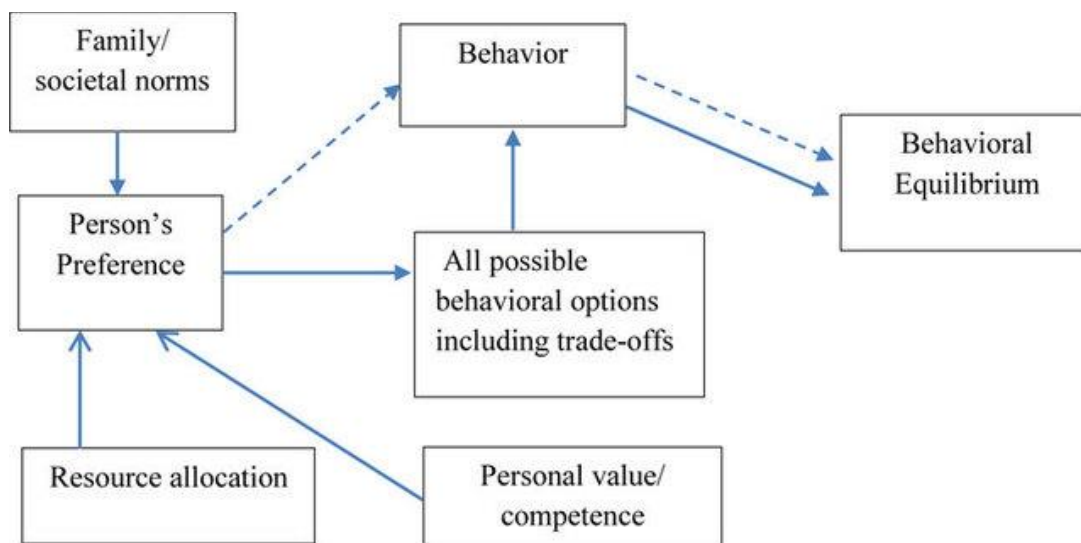 Family/
societal norms
Behavior
Behavioral
Equilibrium
Person’s
Preference
All possible
behavioral options
including trade-offs
Resource allocation
Personal value/
competence